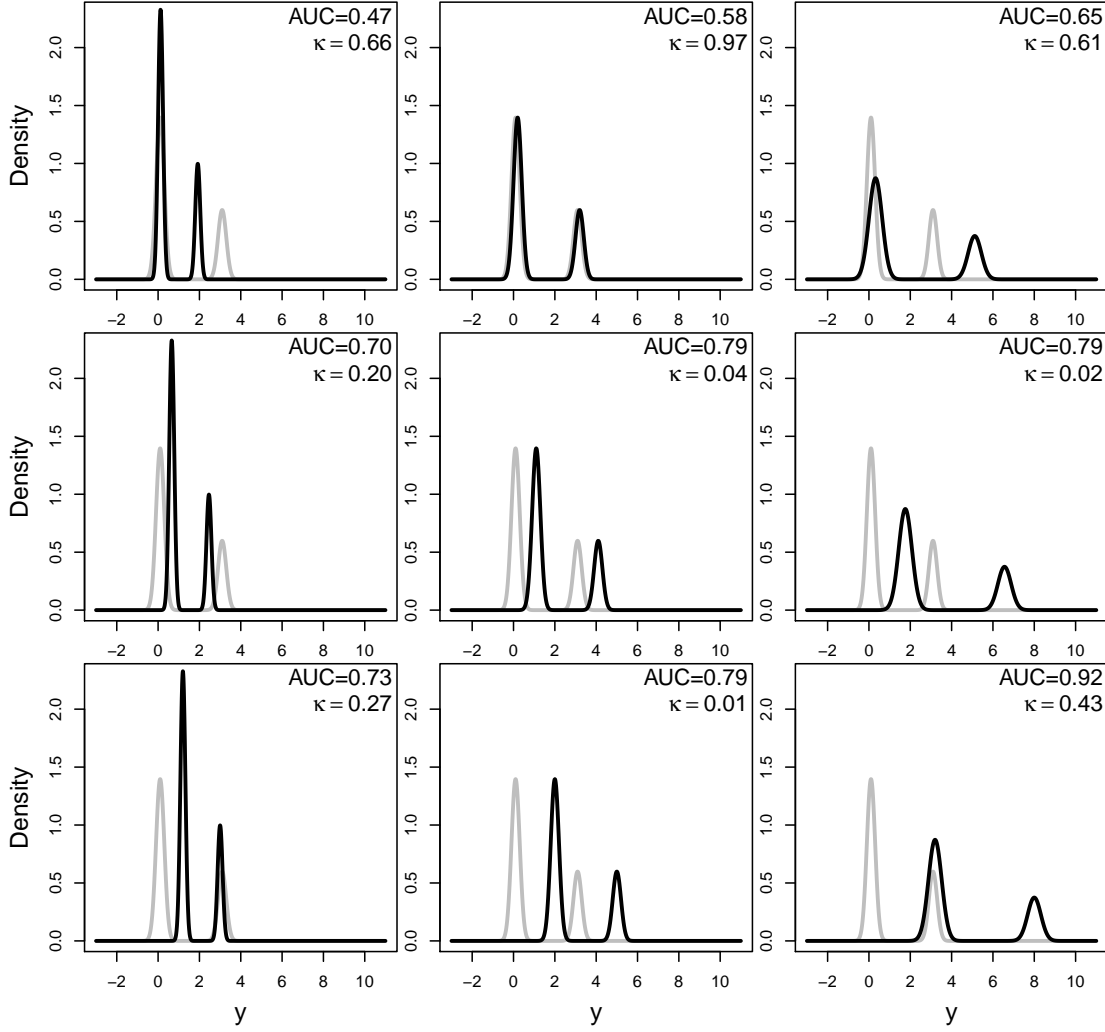 AUC=0.47
κ = 0.66
AUC=0.58
κ = 0.97
AUC=0.65
κ = 0.61
Density
0.0 0.5 1.0 1.5 2.0
0.0 0.5 1.0 1.5 2.0
0.0 0.5 1.0 1.5 2.0
−2 0 2 4 6 8 10
−2 0 2 4 6 8 10
−2 0 2 4 6 8 10
AUC=0.70
κ = 0.20
AUC=0.79
κ = 0.04
AUC=0.79
κ = 0.02
Density
0.0 0.5 1.0 1.5 2.0
0.0 0.5 1.0 1.5 2.0
0.0 0.5 1.0 1.5 2.0
−2 0 2 4 6 8 10
−2 0 2 4 6 8 10
−2 0 2 4 6 8 10
AUC=0.73
κ = 0.27
AUC=0.79
κ = 0.01
AUC=0.92
κ = 0.43
Density
0.0 0.5 1.0 1.5 2.0
0.0 0.5 1.0 1.5 2.0
0.0 0.5 1.0 1.5 2.0
−2 0 2 4 6 8 10
−2 0 2 4 6 8 10
−2 0 2 4 6 8 10
y
y
y